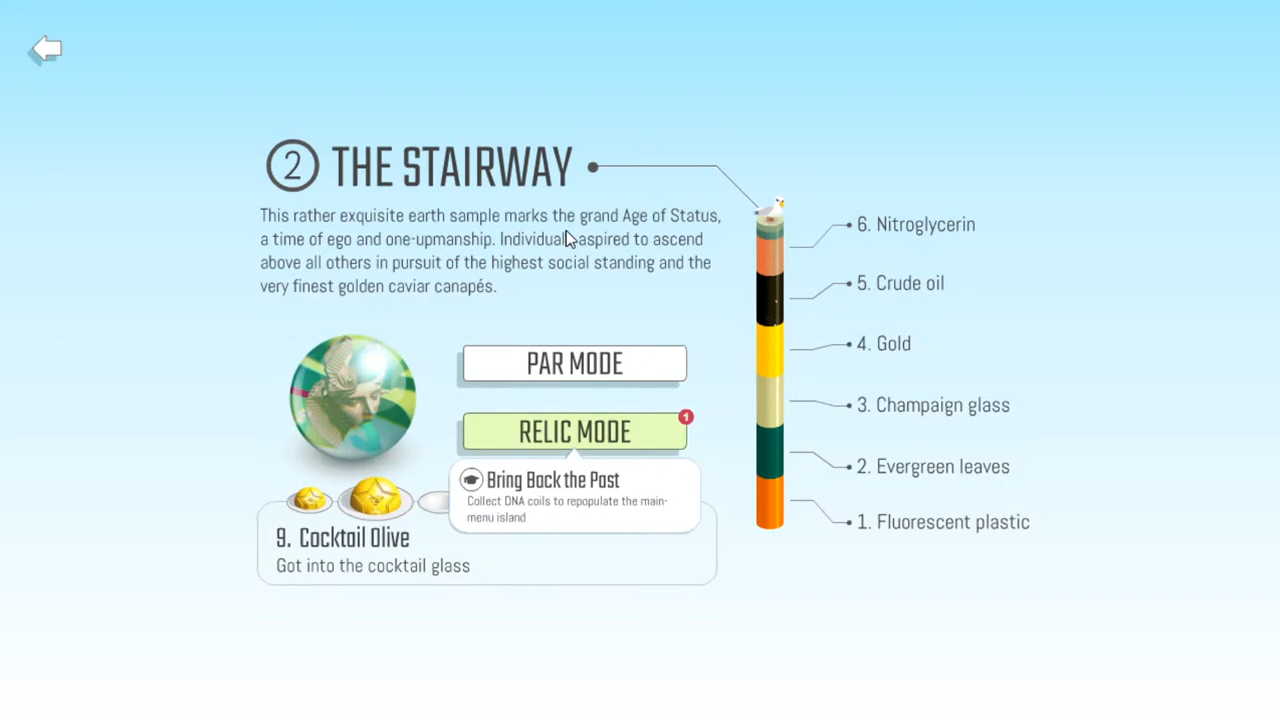 2 THE STAIRWAY
This rather exquisite earth sample marks the grand Age of Status,
a time of ego and one-upmanship. Individuals aspired to ascend
above all others in pursuit of the highest social standing and the
very finest golden caviar canapés.
PAR MODE
RELIC MODE
1
Bring Back the Past
Collect DNA coils to repopulate the main-
menu island
9. Cocktail Olive
Got into the cocktail glass
6. Nitroglycerin
5. Crude oil
4. Gold
3. Champaign glass
2. Evergreen leaves
1. Fluorescent plastic